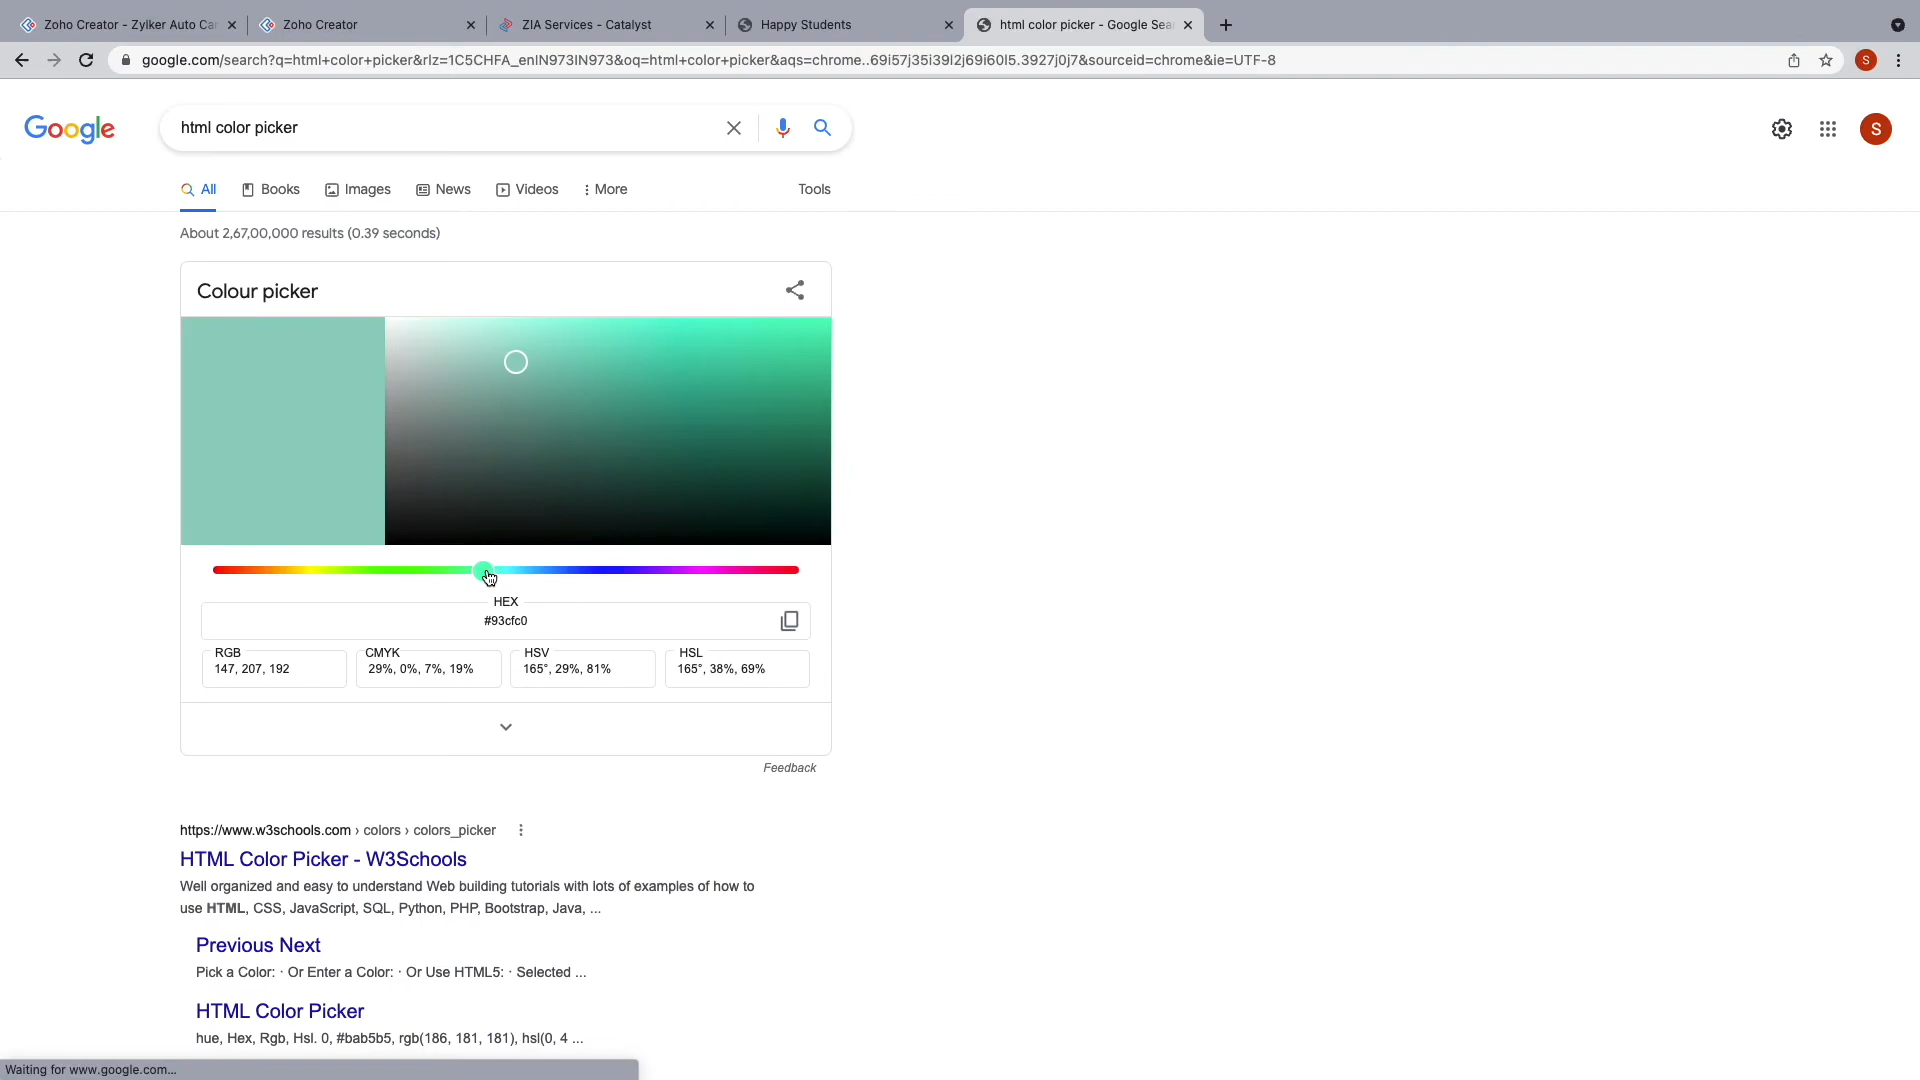 Zoho Creator - Zylker Auto Car
Zoho Creator
ZIA Services - Catalyst
Happy Students
html color picker - Google Sea
google.com/search?q=html+color+picker&rlz=1C5CHFA_enIN973IN973&oq=html+color+picker&aqs=chrome..69i57j35i39l2j69i60l5.3927j0j7&sourceid=chrome&ie=UTF-8
S
Google
html color picker
S
All
Books
Images
News
Videos
More
Tools
About 2,67,00,000 results (0.39 seconds)
Colour picker
HEX
#93cfc0
RGB
147, 207, 192
CMYK
29%, 0%, 7%, 19%
HSV
165°, 29%, 81%
HSL
165°, 38%, 69%
Feedback
https://www.w3schools.com › colors › colors_picker
HTML Color Picker - W3Schools
Well organized and easy to understand Web building tutorials with lots of examples of how to
use HTML, CSS, JavaScript, SQL, Python, PHP, Bootstrap, Java, ...
Previous Next
Pick a Color: · Or Enter a Color: · Or Use HTML5: · Selected ...
HTML Color Picker
hue, Hex, Rgb, Hsl. 0, #bab5b5, rgb(186, 181, 181), hsl(0, 4 ...
Waiting for www.google.com...